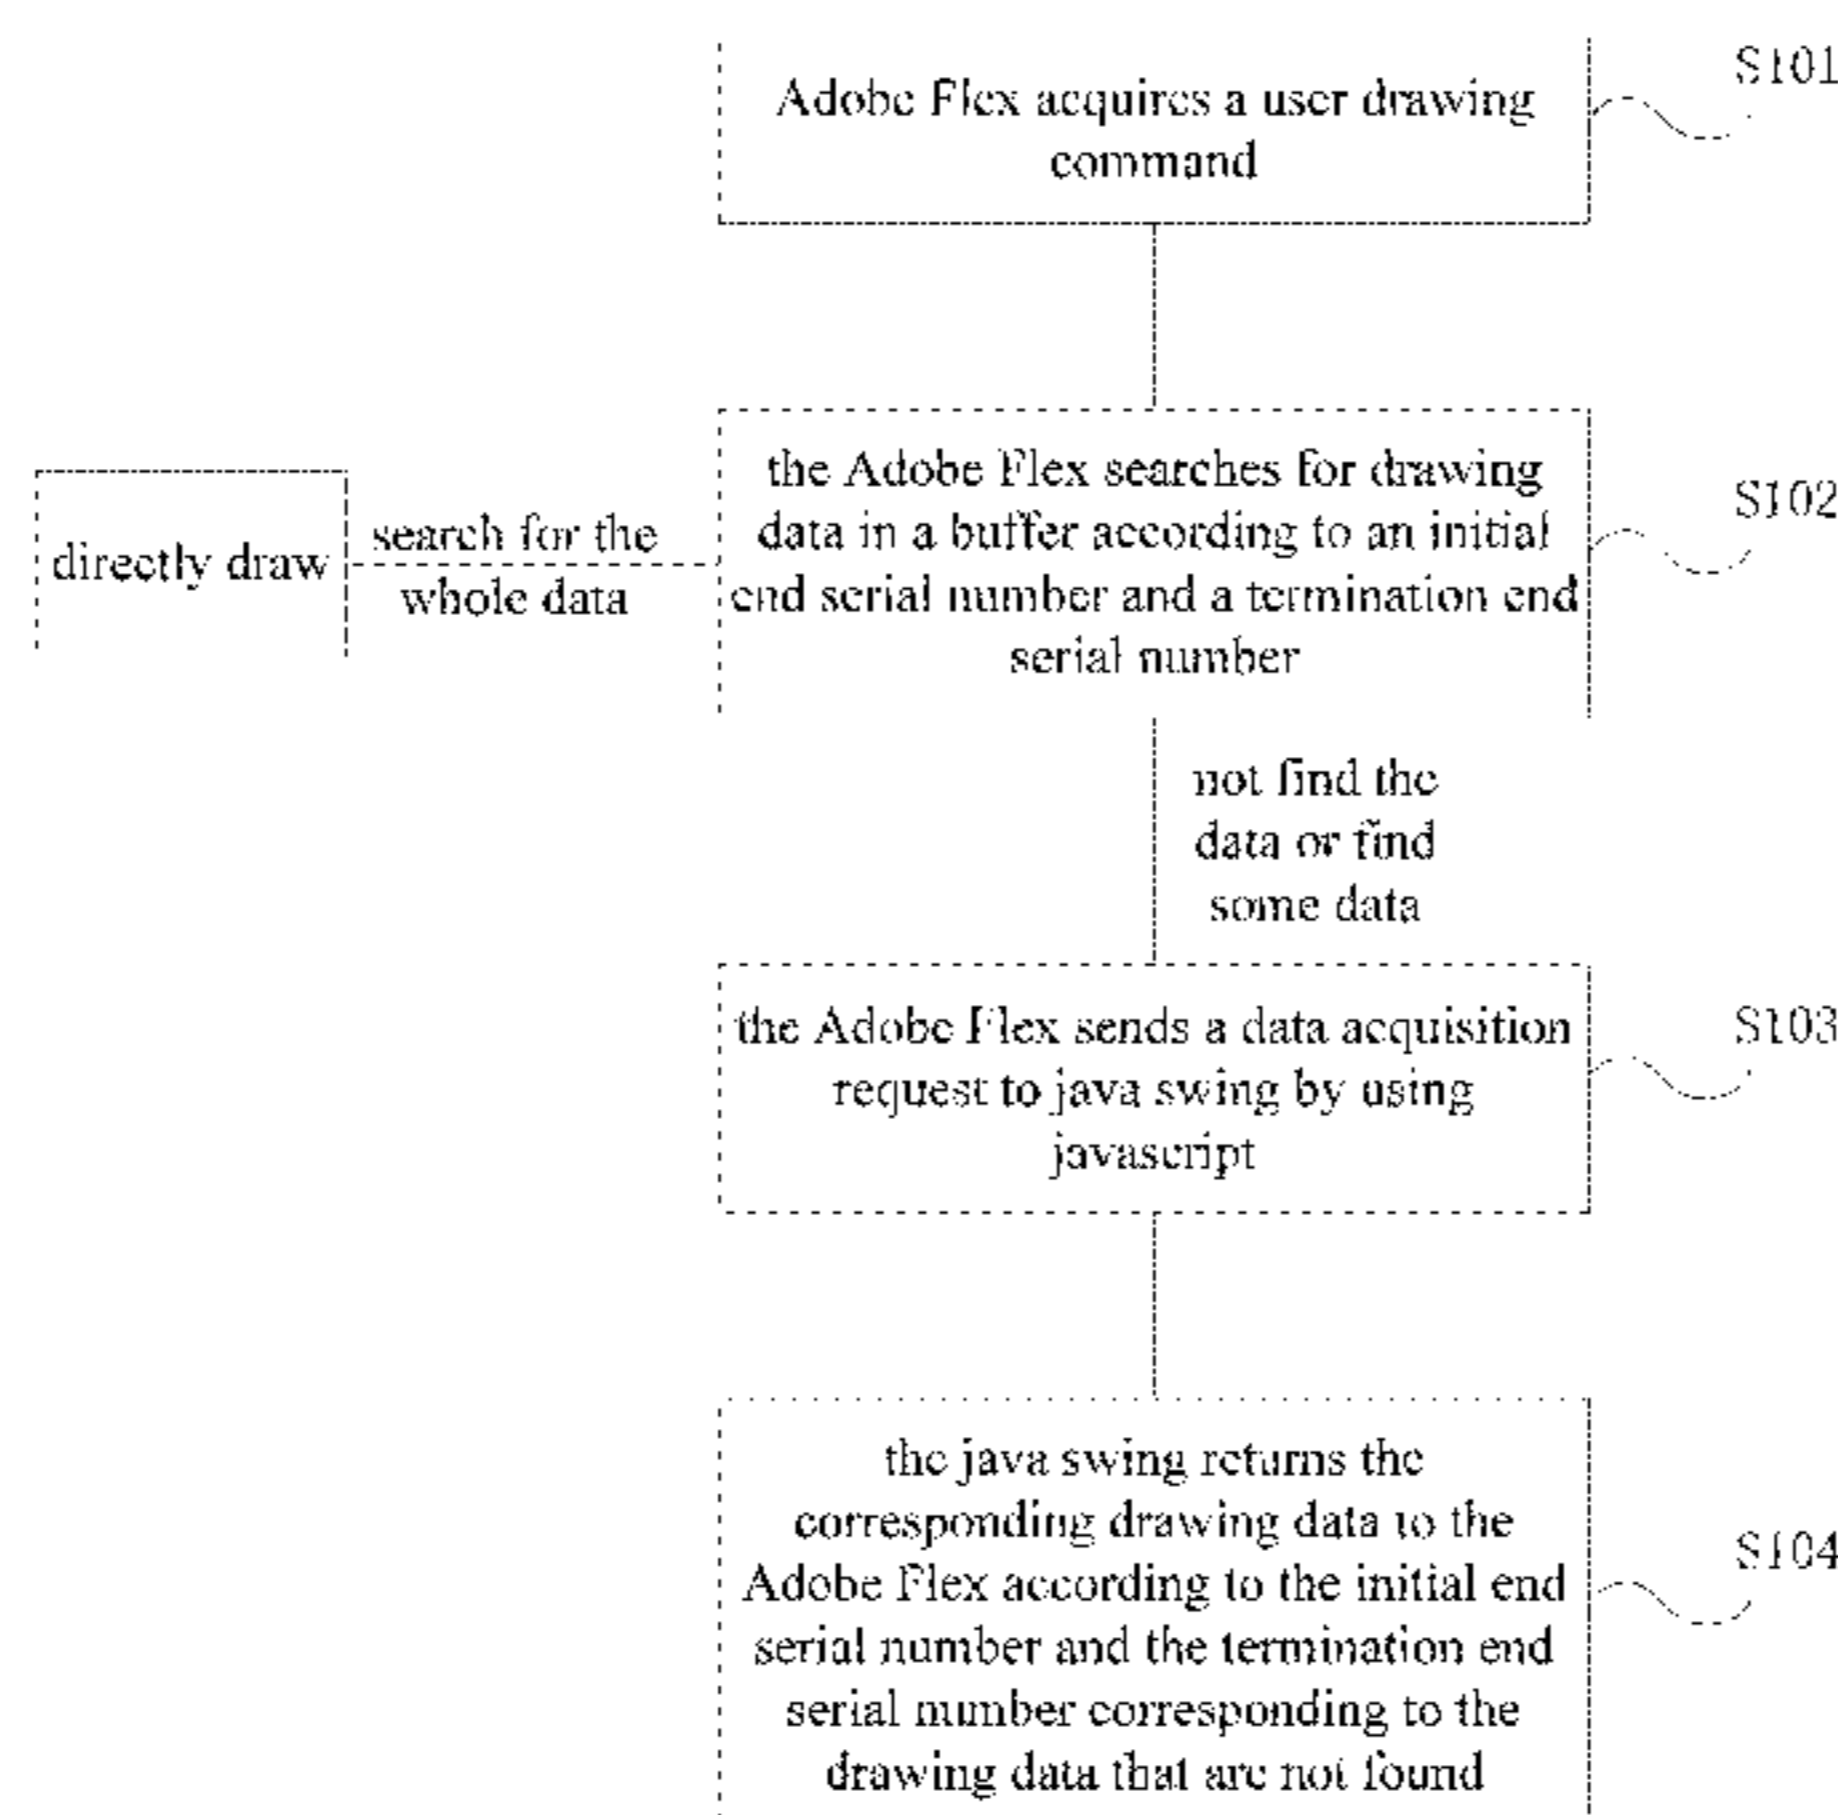 Adobe Flex acquires a user drawing
command
S101
the Adobe Flex searches for drawing
data in a buffer according to an initial
end serial number and a termination end
serial number
S102
directly draw
search for the
whole data
not find the
data or find
some data
the Adobe Flex sends a data acquisition
request to java swing by using
javascript
S103
the java swing returns the
corresponding drawing data to the
Adobe Flex according to the initial end
serial number and the termination end
serial number corresponding to the
drawing data that are not found
S104